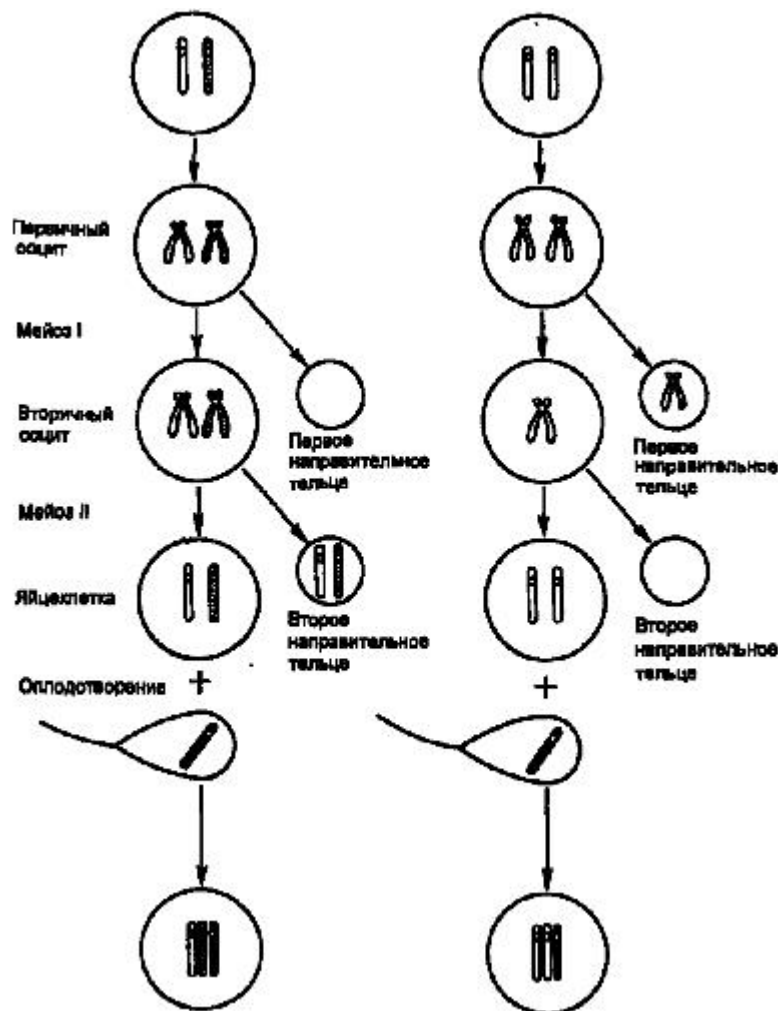 Первичный
ооцит
Мейоз I
Вторичный
ооцит
Первое
направительное
тельце
Первое
направительное
тельце
Мейоз II
Яйцеклетка
Второе
направительное
тельце
Второе
направительное
тельце
Оплодотворение
+
+